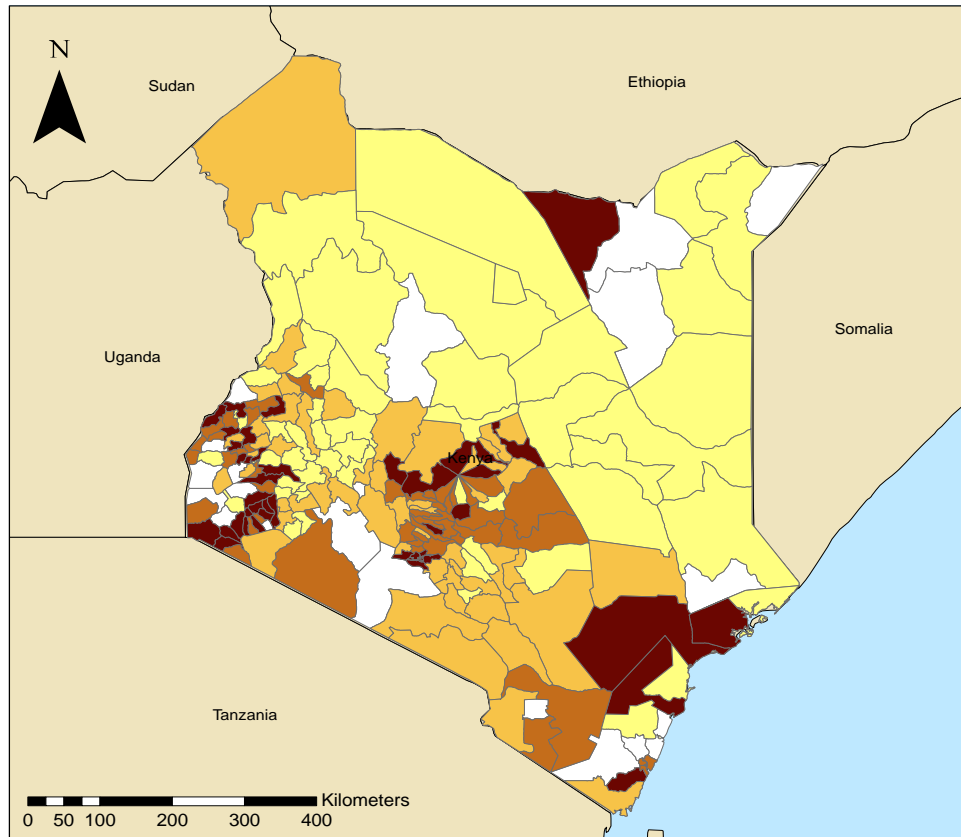 N
Sudan
Ethiopia
Somalia
Uganda
Kenya
Tanzania
Kilometers
0 50 100 200 300 400